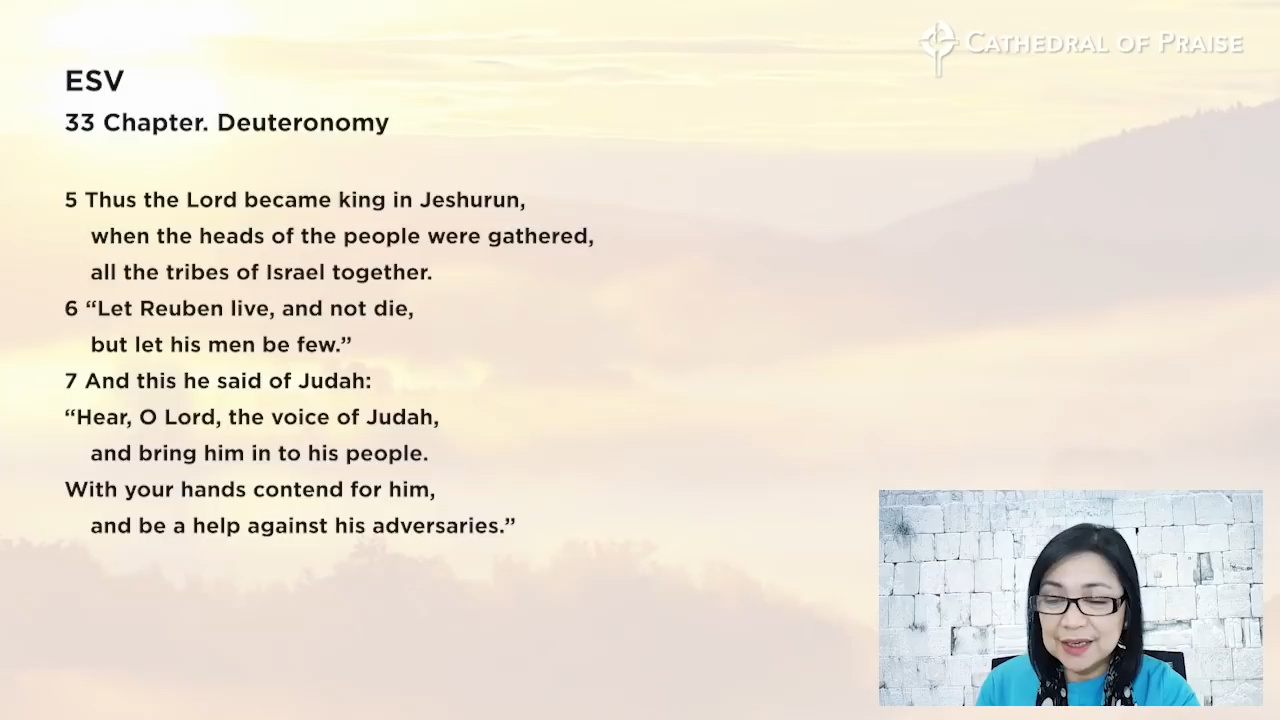 CATHEDRAL OF PRAISE
ESV
33 Chapter. Deuteronomy
5 Thus the Lord became king in Jeshurun,
when the heads of the people were gathered,
all the tribes of Israel together.
6 “Let Reuben live, and not die,
but let his men be few.”
7 And this he said of Judah:
“Hear, O Lord, the voice of Judah,
and bring him in to his people.
With your hands contend for him,
and be a help against his adversaries.”